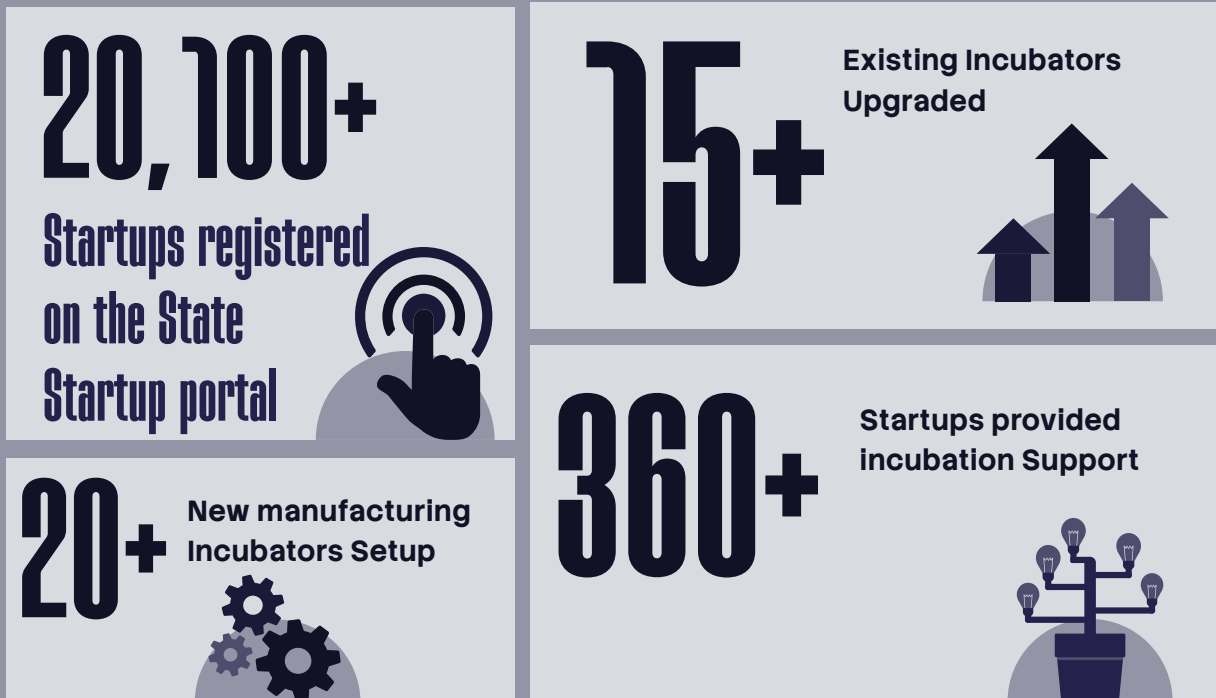 20,100+
Startups registered
on the State
Startup portal
20+
New manufacturing
Incubators Setup
15+
Existing Incubators
Upgraded
360+
Startups provided
incubation Support